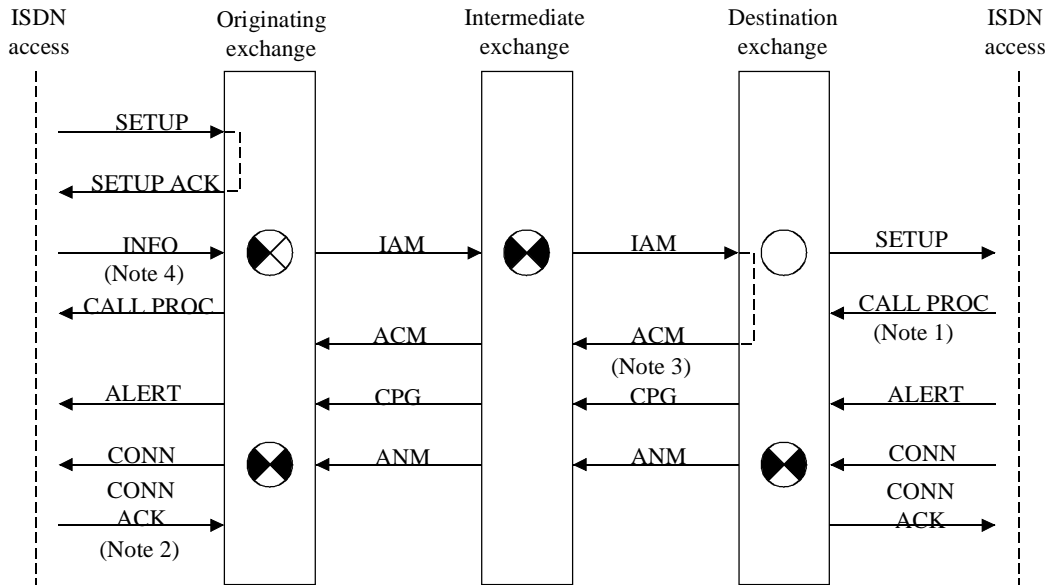 ISDN
access
Originating
exchange
Intermediate
exchange
Destination
exchange
ISDN
access
SETUP
SETUP ACK
INFO
(Note 4)
IAM
IAM
SETUP
CALL PROC
CALL PROC
(Note 1)
ACM
ACM
(Note 3)
ALERT
CPG
CPG
ALERT
CONN
ANM
ANM
CONN
CONN
ACK
(Note 2)
CONN
ACK